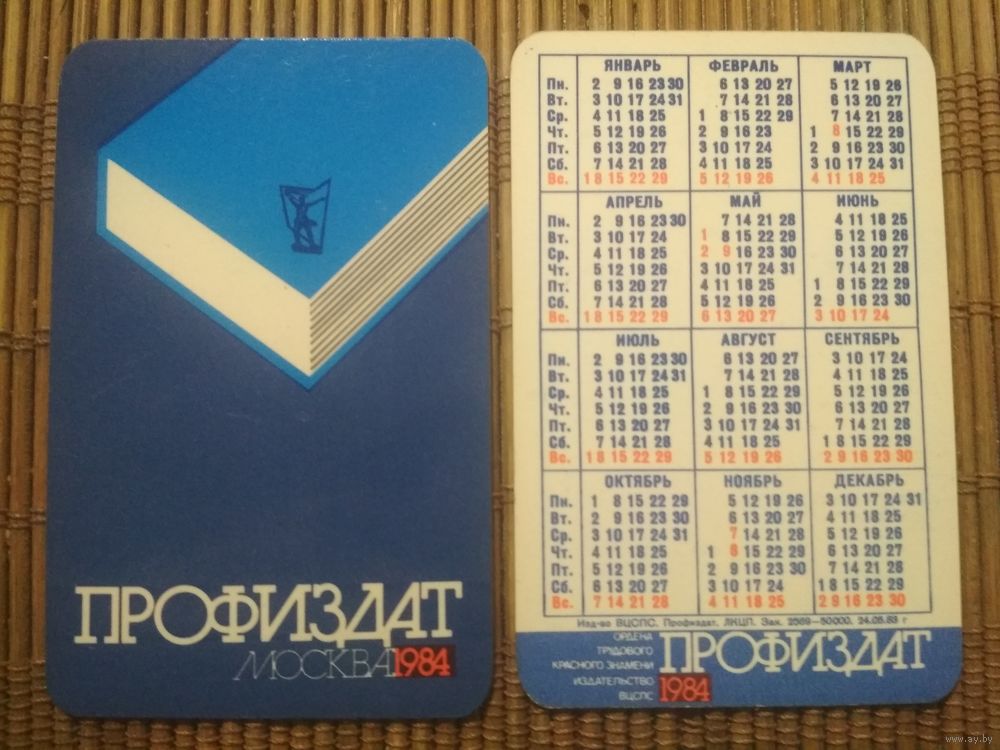 ПРОФИЗДАТ
МОСКВА 1984
ЯНВАРЬ ФЕВРАЛЬ МАРТ
Пн. 2 9 16 23 30 6 13 20 27 5 12 19 26
Вт. 3 10 17 24 31 7 14 21 28 6 13 20 27
Ср. 4 11 18 25 1 8 15 22 29 7 14 21 28
Чт. 5 12 19 26 2 9 16 23 1 8 15 22 29
Пт. 6 13 20 27 3 10 17 24 2 9 16 23 30
Сб. 7 14 21 28 4 11 18 25 3 10 17 24 31
Вс. 1 8 15 22 29 5 12 19 26 4 11 18 25
АПРЕЛЬ МАЙ ИЮНЬ
Пн. 2 9 16 23 30 7 14 21 28 4 11 18 25
Вт. 3 10 17 24 1 8 15 22 29 5 12 19 26
Ср. 4 11 18 25 2 9 16 23 30 6 13 20 27
Чт. 5 12 19 26 3 10 17 24 31 7 14 21 28
Пт. 6 13 20 27 4 11 18 25 1 8 15 22 29
Сб. 7 14 21 28 5 12 19 26 2 9 16 23 30
Вс. 1 8 15 22 29 6 13 20 27 3 10 17 24
ИЮЛЬ АВГУСТ СЕНТЯБРЬ
Пн. 2 9 16 23 30 6 13 20 27 3 10 17 24
Вт. 3 10 17 24 31 7 14 21 28 4 11 18 25
Ср. 4 11 18 25 1 8 15 22 29 5 12 19 26
Чт. 5 12 19 26 2 9 16 23 30 6 13 20 27
Пт. 6 13 20 27 3 10 17 24 31 7 14 21 28
Сб. 7 14 21 28 4 11 18 25 1 8 15 22 29
Вс. 1 8 15 22 29 5 12 19 26 2 9 16 23 30
ОКТЯБРЬ НОЯБРЬ ДЕКАБРЬ
Пн. 1 8 15 22 29 5 12 19 26 3 10 17 24 31
Вт. 2 9 16 23 30 6 13 20 27 4 11 18 25
Ср. 3 10 17 24 31 7 14 21 28 5 12 19 26
Чт. 4 11 18 25 1 8 15 22 29 6 13 20 27
Пт. 5 12 19 26 2 9 16 23 30 7 14 21 28
Сб. 6 13 20 27 3 10 17 24 1 8 15 22 29
Вс. 7 14 21 28 4 11 18 25 2 9 16 23 30
Изд-во ВЦСПС. Профиздат. ЛКЦП. Зак. 2569—50000. 24.05.83 г
ОРДЕНА
ТРУДОВОГО
КРАСНОГО ЗНАМЕНИ
ИЗДАТЕЛЬСТВО
ВЦСПС
ПРОФИЗДАТ
1984
www.ay.by